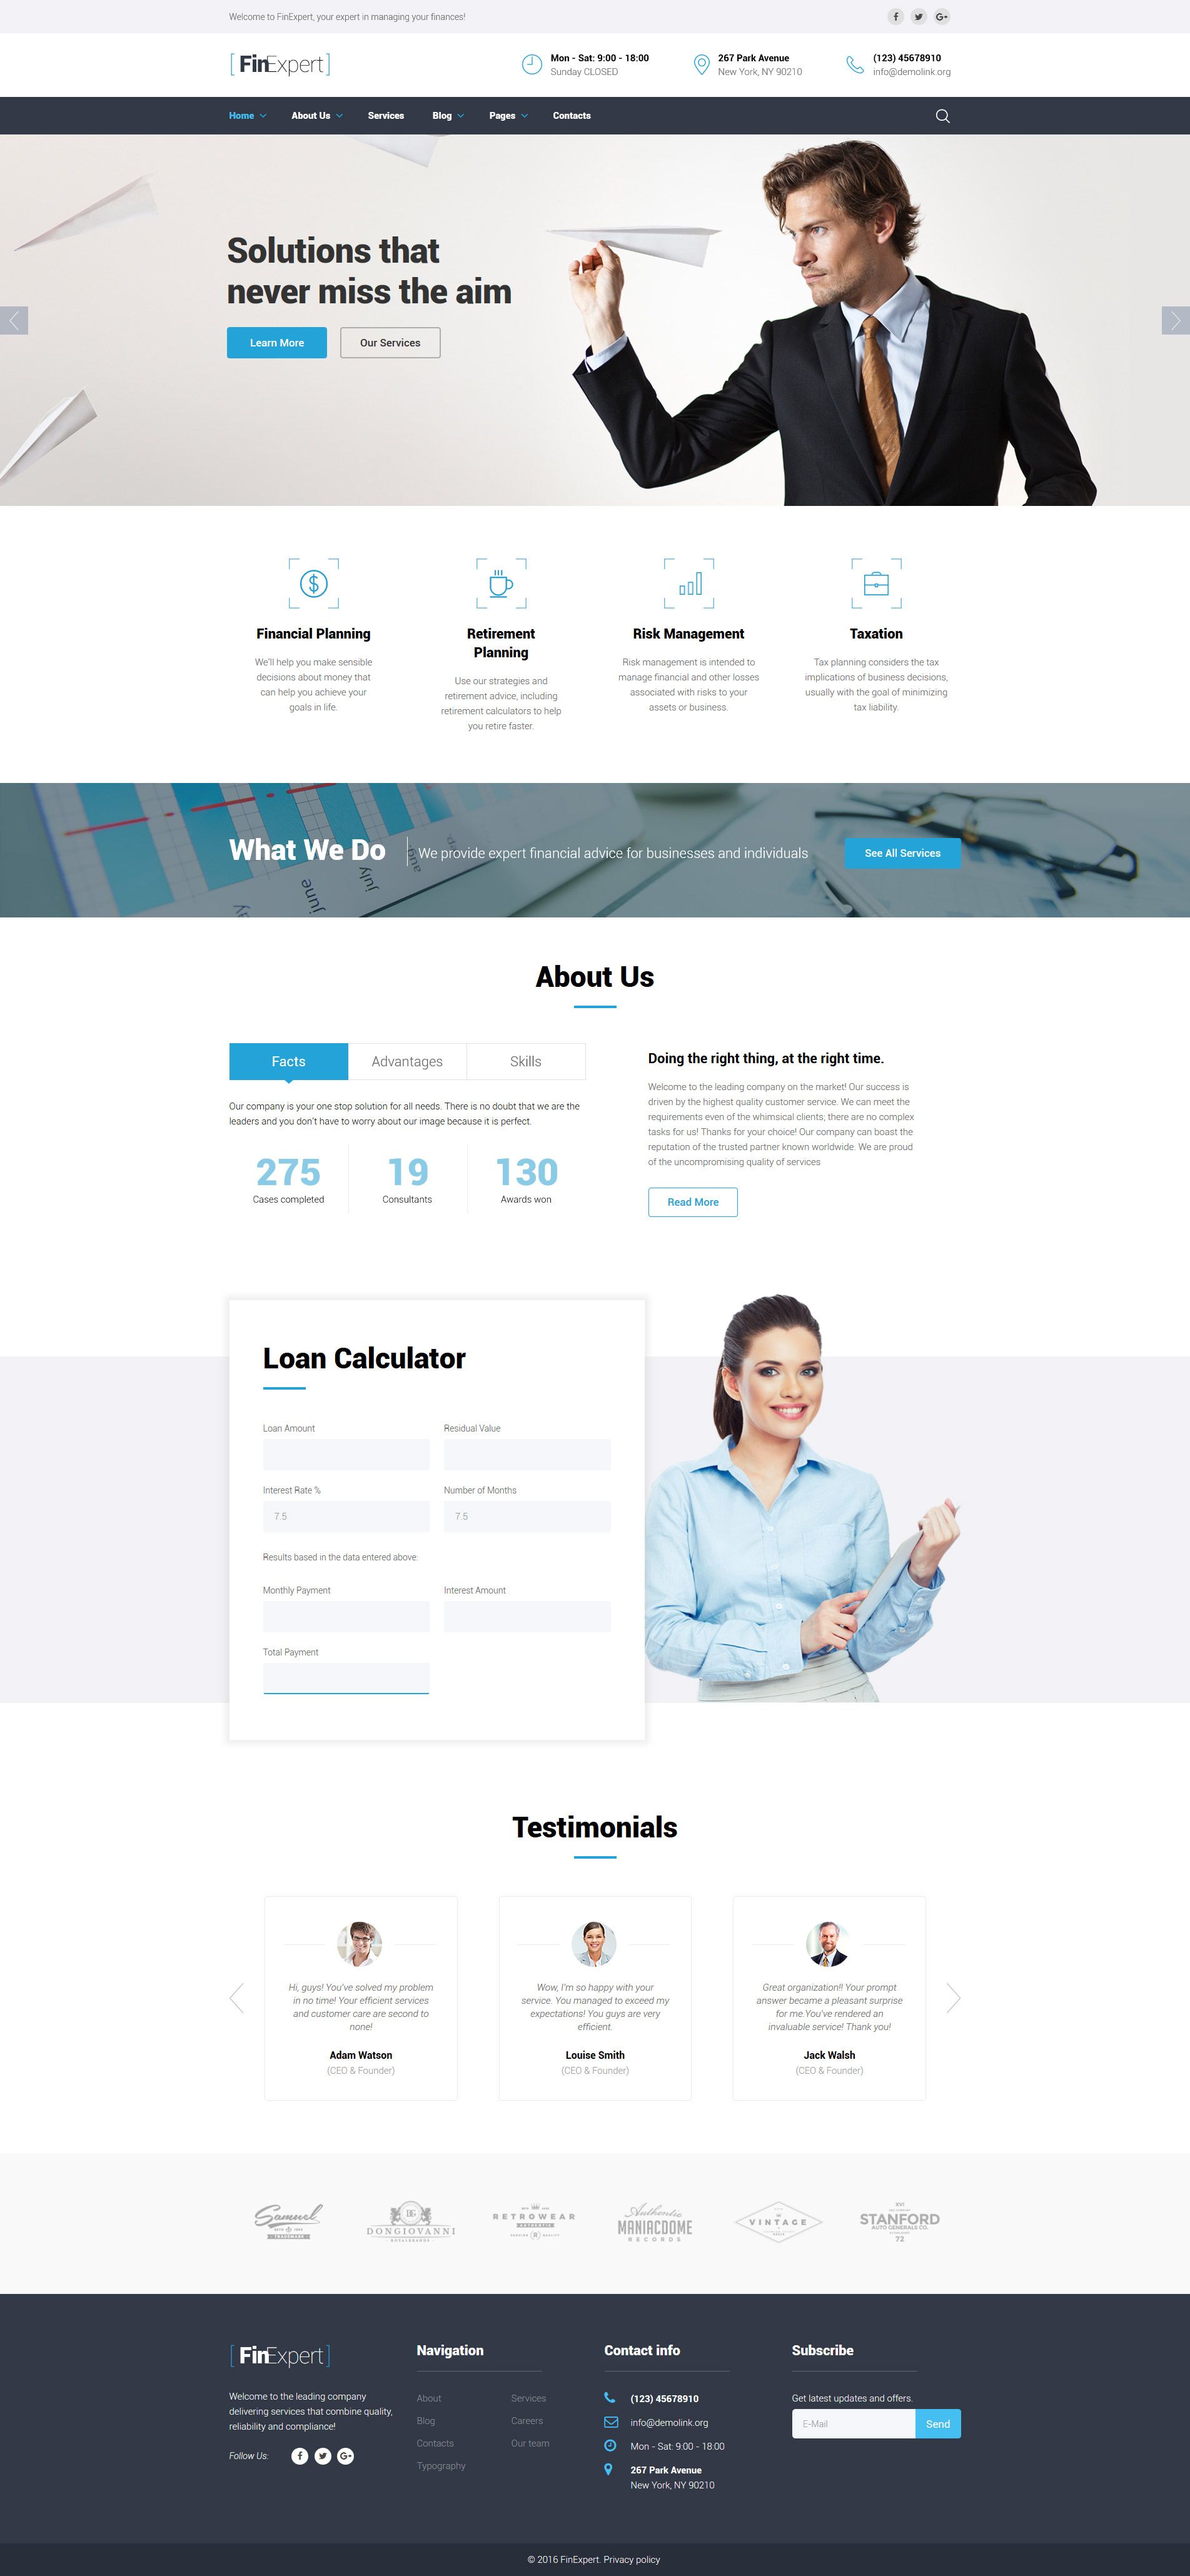 Welcome to FinExpert, your expert in managing your finances!
G+
[FinExpert]
Mon - Sat: 9:00 - 18:00
Sunday CLOSED
267 Park Avenue
New York, NY 90210
(123) 45678910
info@demolink.org
Home
About Us
Services
Blog
Pages
Contacts
Solutions that
never miss the aim
Learn More
Our Services
Financial Planning
We'll help you make sensible
decisions about money that
can help you achieve your
goals in life.
Retirement
Planning
Use our strategies and
retirement advice, including
retirement calculators to help
you retire faster.
Risk Management
Risk management is intended to
manage financial and other losses
associated with risks to your
assets or business.
Taxation
Tax planning considers the tax
implications of business decisions,
usually with the goal of minimizing
tax liability.
june
july
What We Do
We provide expert financial advice for businesses and individuals
See All Services
About Us
Facts
Advantages
Skills
Our company is your one stop solution for all needs. There is no doubt that we are the
leaders and you don't have to worry about our image because it is perfect.
275
Cases completed
19
Consultants
130
Awards won
Doing the right thing, at the right time.
Welcome to the leading company on the market! Our success is
driven by the highest quality customer service. We can meet the
requirements even of the whimsical clients; there are no complex
tasks for us! Thanks for your choice! Our company can boast the
reputation of the trusted partner known worldwide. We are proud
of the uncompromising quality of services
Read More
Loan Calculator
Loan Amount
Residual Value
Interest Rate %
Number of Months
7.5
7.5
Results based in the data entered above:
Monthly Payment
Interest Amount
Total Payment
Testimonials
Hi, guys! You've solved my problem
in no time! Your efficient services
and customer care are second to
none!
Adam Watson
(CEO & Founder)
Wow, I'm so happy with your
service. You managed to exceed my
expectations! You guys are very
efficient.
Louise Smith
(CEO & Founder)
Great organization!! Your prompt
answer became a pleasant surprise
for me.You've rendered an
invaluable service! Thank you!
Jack Walsh
(CEO & Founder)
Samuel
TRADEMARK
DG
DONGIOVANNI
RETROWEAR
AUTHENTIC
R
Authentic
MANIACDOME
RECORDS
VINTAGE
XVI
STANFORD
AUTO GENERALS CO.
72
[FinExpert]
Welcome to the leading company
delivering services that combine quality,
reliability and compliance!
Follow Us:
G+
Navigation
About
Services
Blog
Careers
Contacts
Our team
Typography
Contact info
(123) 45678910
info@demolink.org
Mon - Sat: 9:00 - 18:00
267 Park Avenue
New York, NY 90210
Subscribe
Get latest updates and offers.
E-Mail
Send
© 2016 FinExpert. Privacy policy